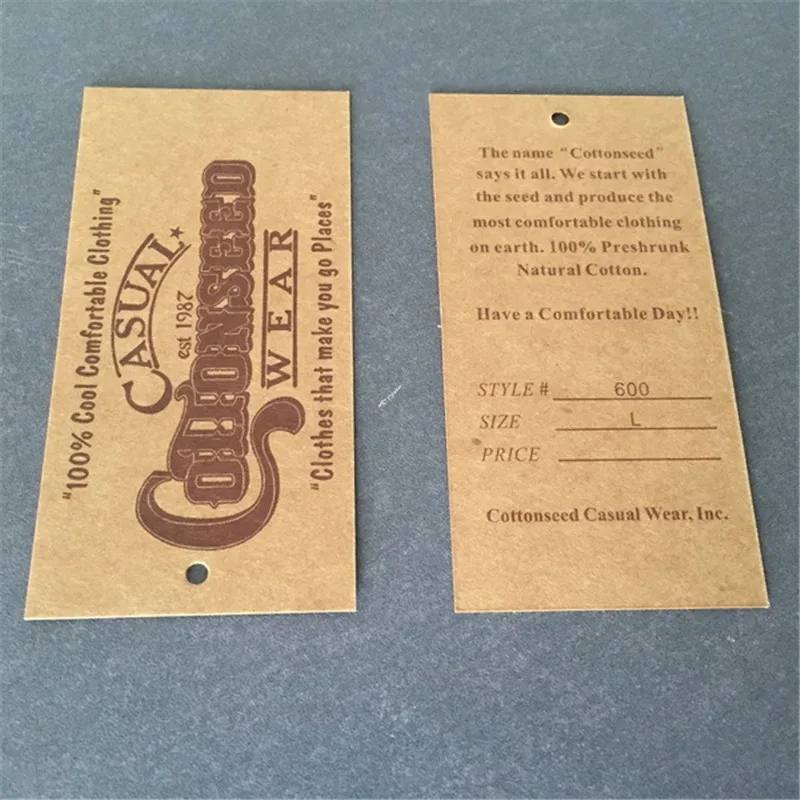 "100% Cool Comfortable Clothing"
CASUAL
est 1987
COTTONSEED
WEAR
"Clothes that make you go Places"
The name "Cottonseed"
says it all. We start with
the seed and produce the
most comfortable clothing
on earth. 100% Preshrunk
Natural Cotton.
Have a Comfortable Day!!
STYLE # 600
SIZE L
PRICE
Cottonseed Casual Wear, Inc.